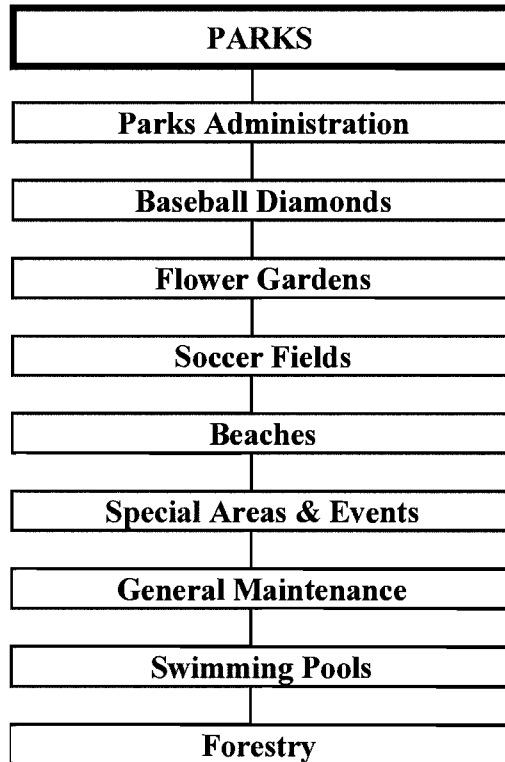 PARKS
Parks Administration
Baseball Diamonds
Flower Gardens
Soccer Fields
Beaches
Special Areas & Events
General Maintenance
Swimming Pools
Forestry